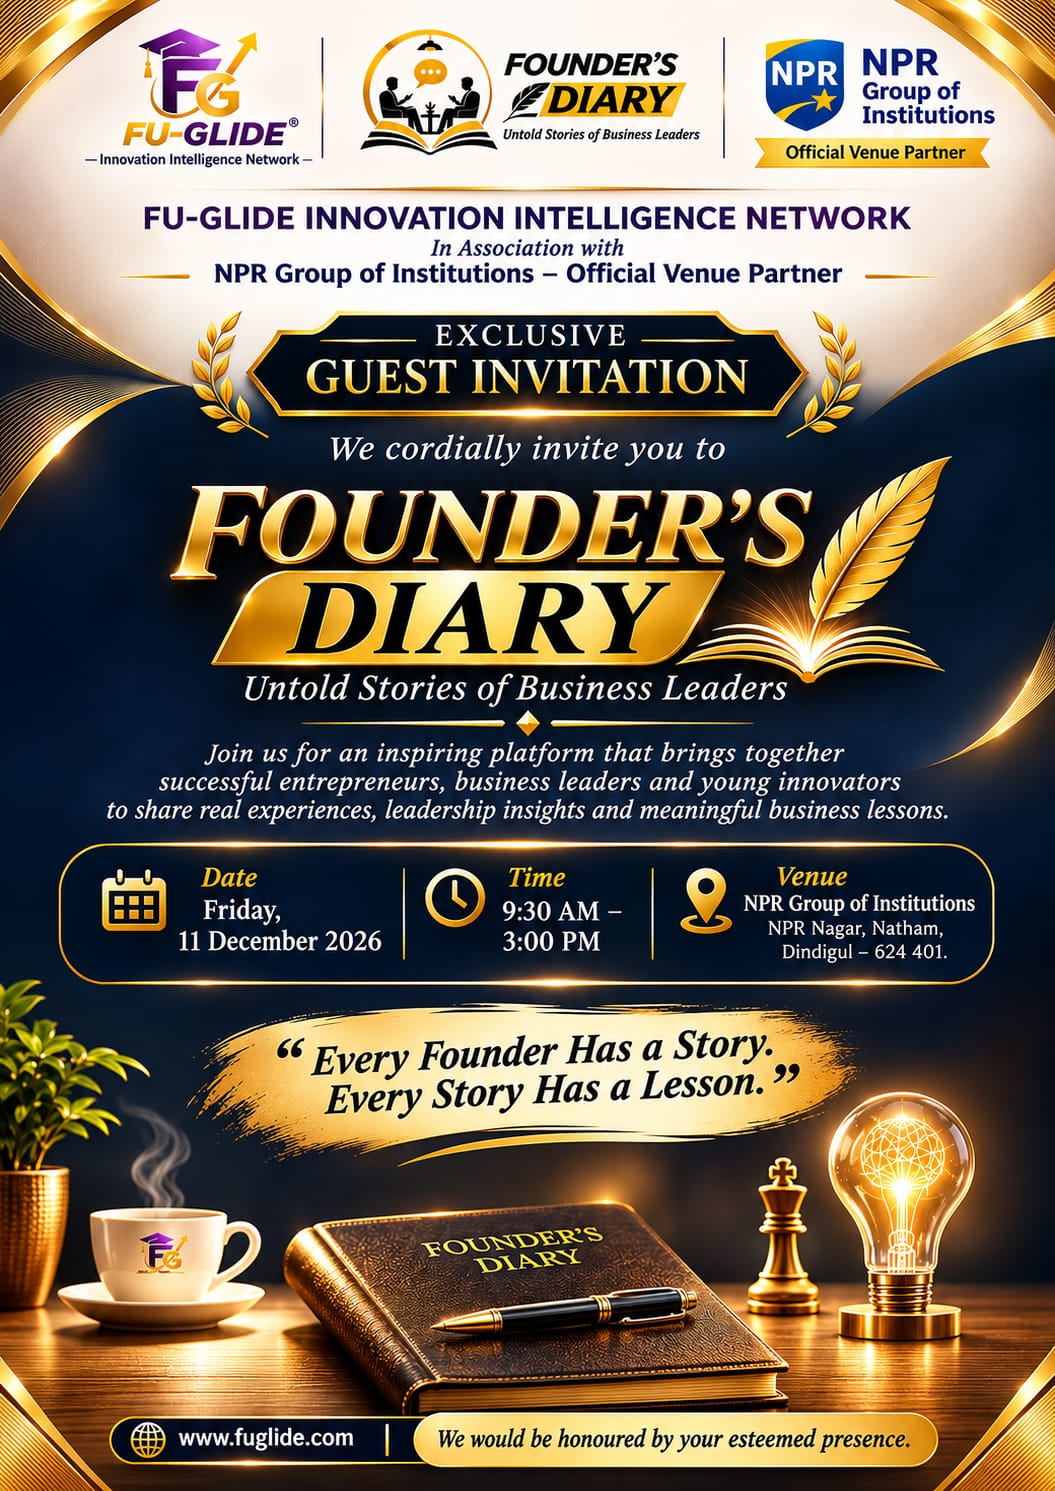 FG
FU-GLIDE®
— Innovation Intelligence Network —
FOUNDER'S
DIARY
Untold Stories of Business Leaders
NPR
NPR
Group of
Institutions
Official Venue Partner
FU-GLIDE INNOVATION INTELLIGENCE NETWORK
In Association with
NPR Group of Institutions – Official Venue Partner
EXCLUSIVE
GUEST INVITATION
We cordially invite you to
FOUNDER'S
DIARY
Untold Stories of Business Leaders
Join us for an inspiring platform that brings together
successful entrepreneurs, business leaders and young innovators
to share real experiences, leadership insights and meaningful business lessons.
Date
Friday,
11 December 2026
Time
9:30 AM –
3:00 PM
Venue
NPR Group of Institutions
NPR Nagar, Natham,
Dindigul – 624 401.
“ Every Founder Has a Story.
Every Story Has a Lesson. ”
FG
FOUNDER'S
DIARY
www.fuglide.com
We would be honoured by your esteemed presence.